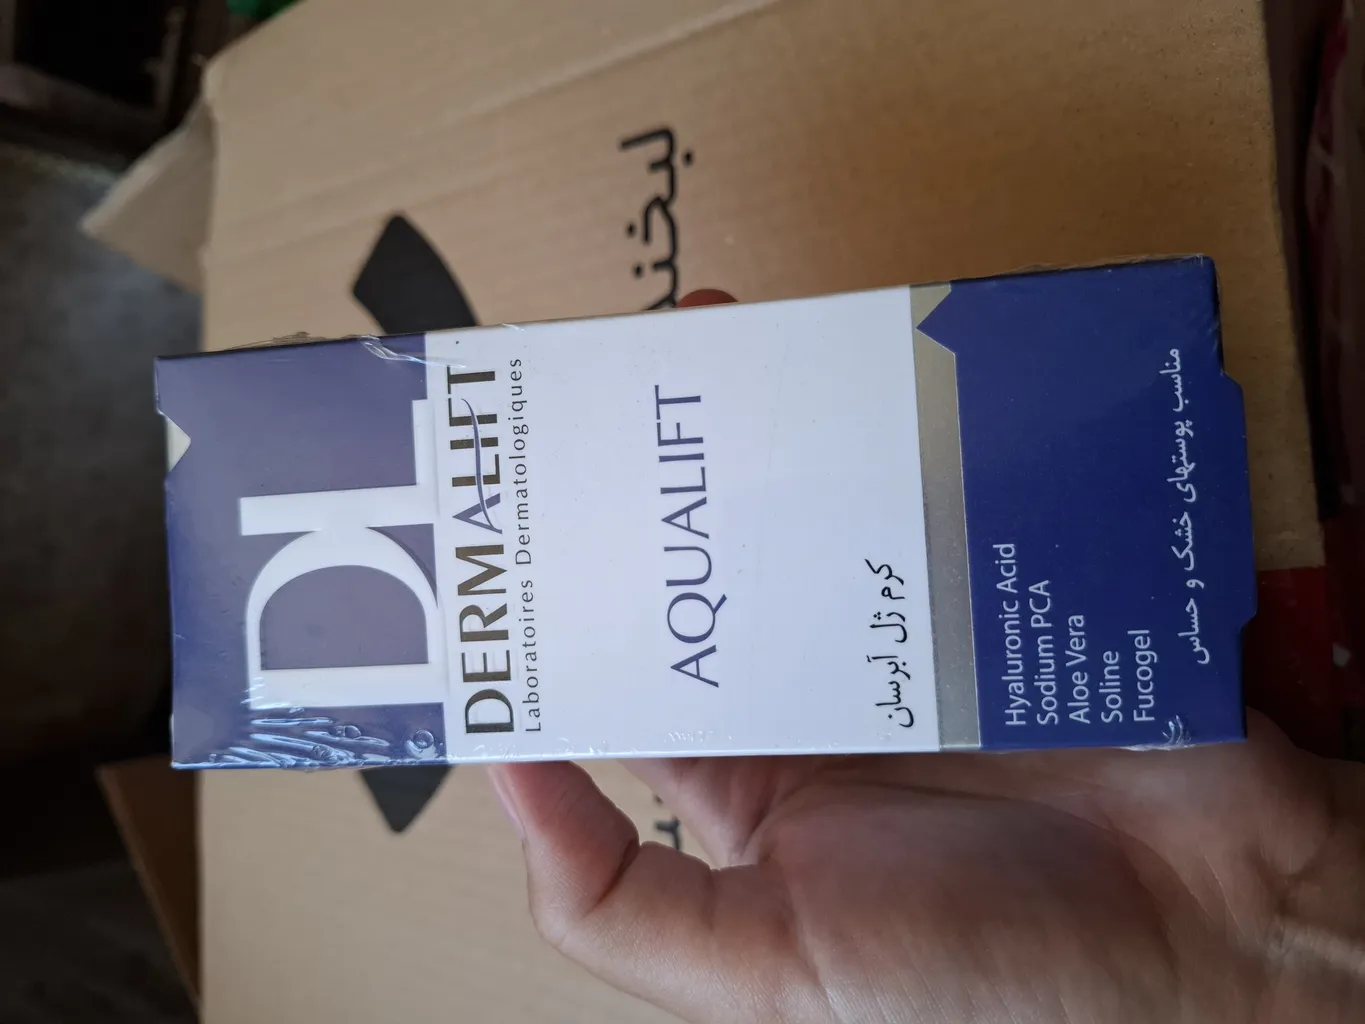 DL
DERMALIFT
Laboratoires Dermatologiques
AQUALIFT
کرم ژل آبرسان
Hyaluronic Acid
Sodium PCA
Aloe Vera
Soline
Fucogel
مناسب پوستهای خشک و حساس